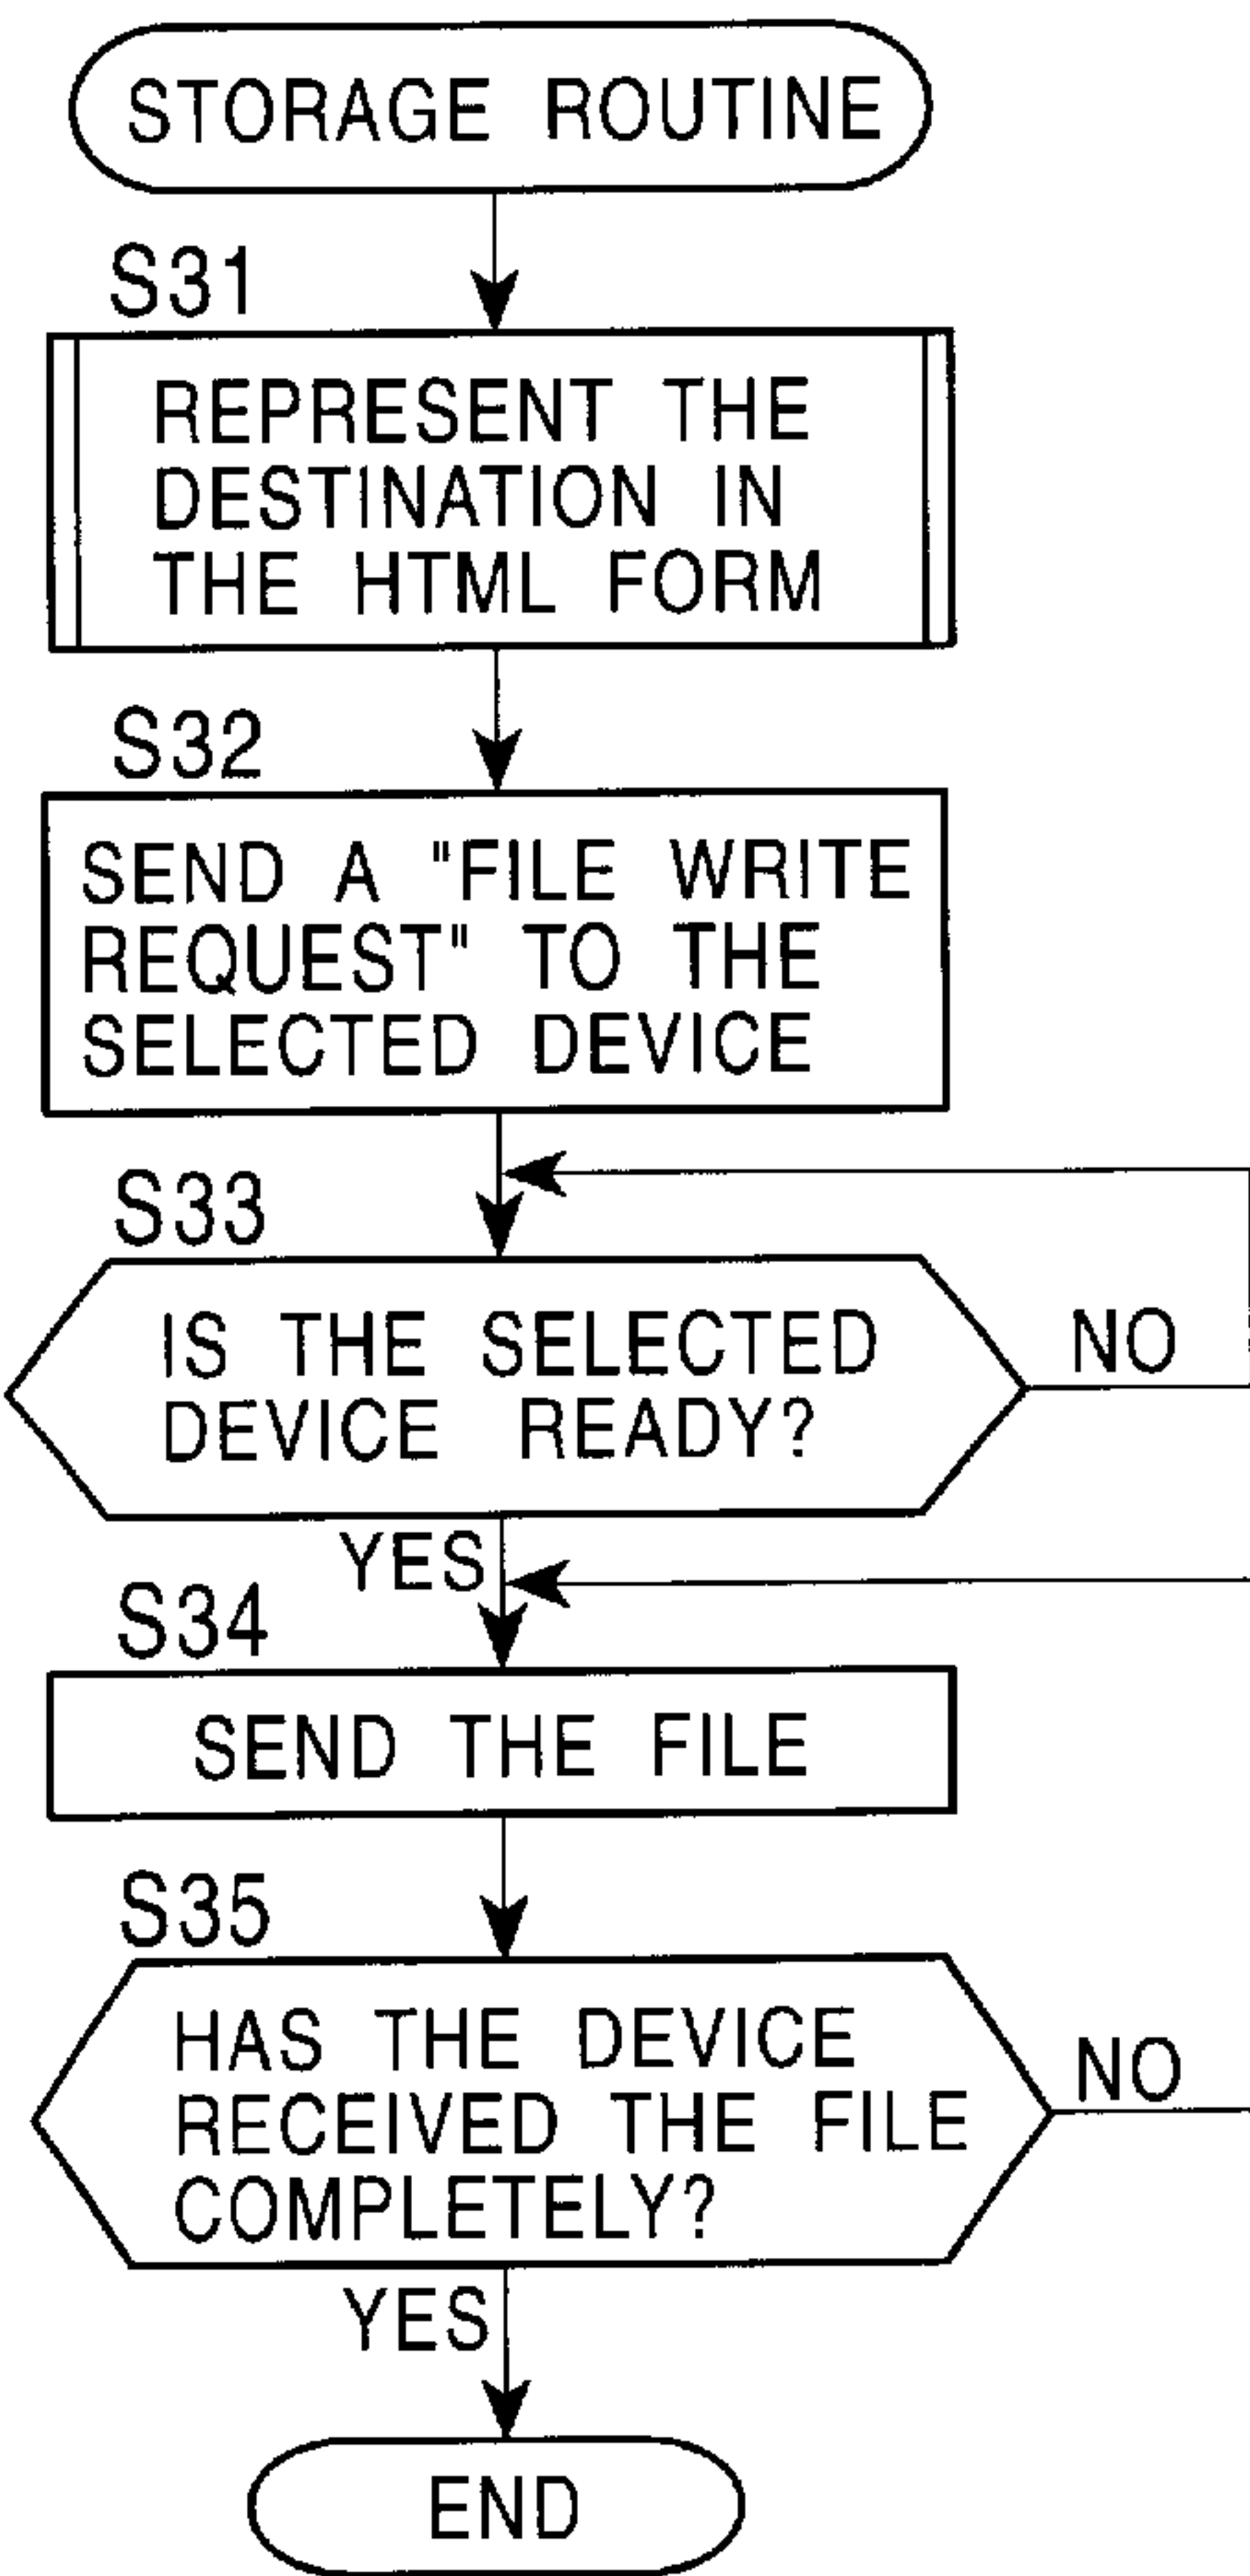 STORAGE ROUTINE
S31
REPRESENT THE
DESTINATION IN
THE HTML FORM
S32
SEND A "FILE WRITE
REQUEST" TO THE
SELECTED DEVICE
S33
IS THE SELECTED
DEVICE READY?
NO
YES
S34
SEND THE FILE
S35
HAS THE DEVICE
RECEIVED THE FILE
COMPLETELY?
NO
YES
END